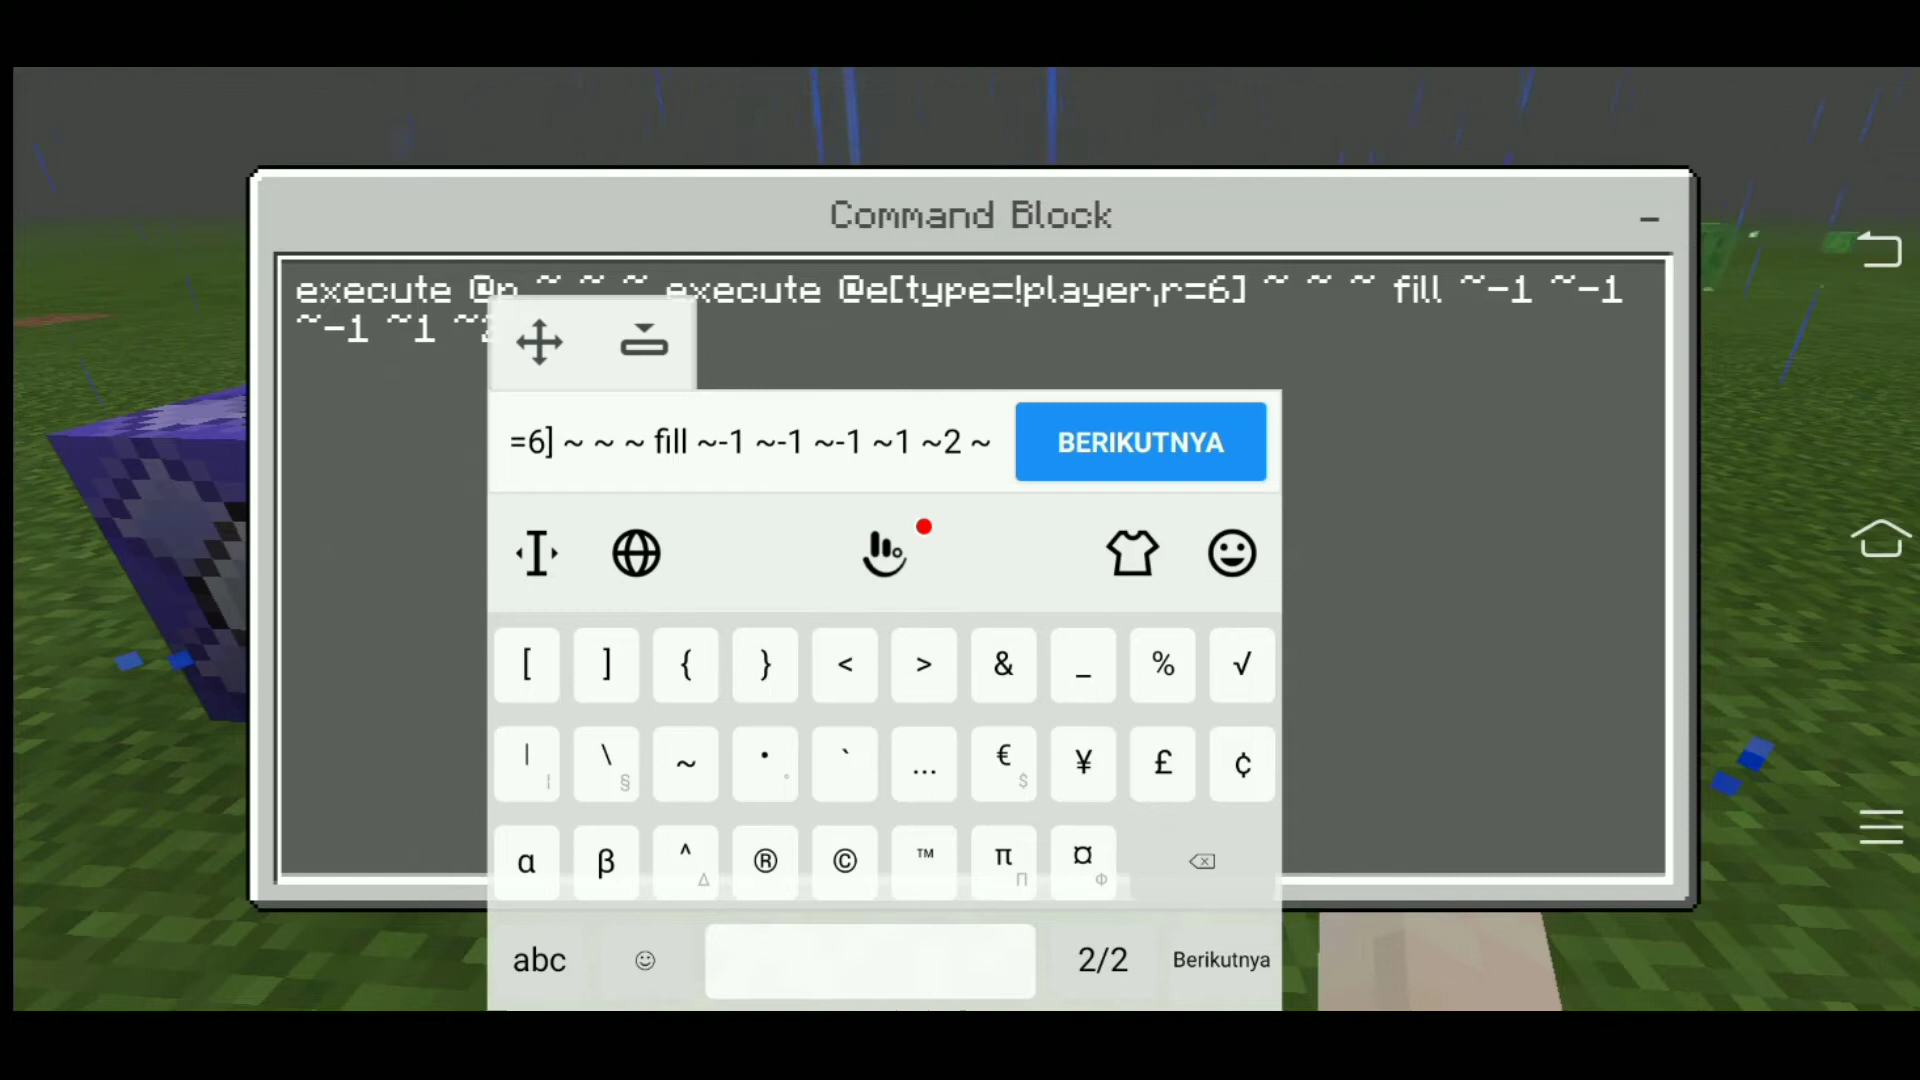 Command Block
execute @p ~ ~ ~ execute @e[type=!player,r=6] ~ ~ ~ fill ~-1 ~-1
~-1 ~1 ~2
=6] ~ ~ ~ fill ~-1 ~-1 ~-1 ~1 ~2 ~
BERIKUTNYA
[ ] { } < > & _ % √
| ¦ \ § ~ • ° ` … € $ ¥ £ ¢
α β ^ Δ ® © ™ π Π ¤ Φ
abc 2/2 Berikutnya